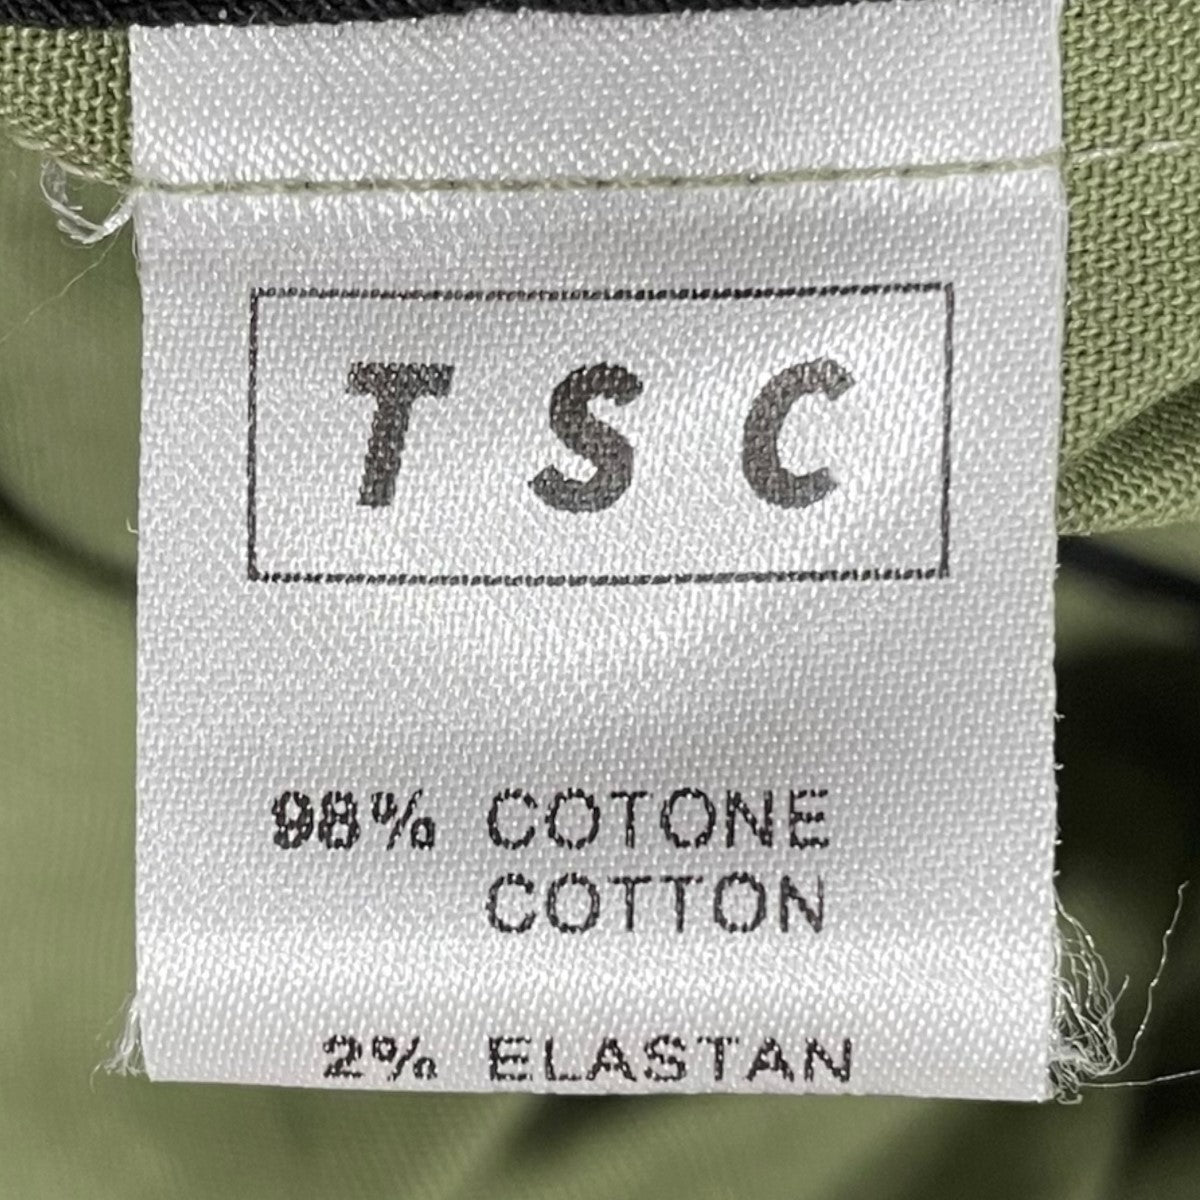 TSC
98% COTONE
COTTON
2% ELASTAN